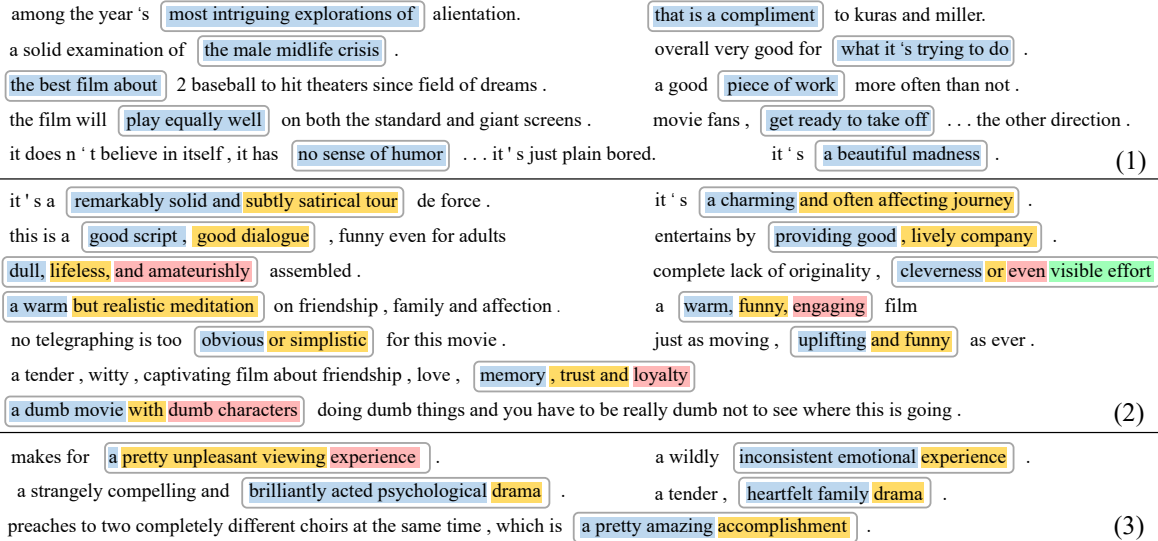 among the year 's most intriguing explorations of alientation. that is a compliment to kuras and miller.
a solid examination of the male midlife crisis . overall very good for what it 's trying to do .
the best film about 2 baseball to hit theaters since field of dreams . a good piece of work more often than not .
the film will play equally well on both the standard and giant screens . movie fans , get ready to take off . . . the other direction .
it does n ' t believe in itself , it has no sense of humor . . . it ' s just plain bored. it ' s a beautiful madness . (1)
it ' s a remarkably solid and subtly satirical tour de force . it ' s a charming and often affecting journey .
this is a good script , good dialogue , funny even for adults entertains by providing good , lively company .
dull, lifeless, and amateurishly assembled . complete lack of originality , cleverness or even visible effort
a warm but realistic meditation on friendship , family and affection . a warm, funny, engaging film
no telegraphing is too obvious or simplistic for this movie . just as moving , uplifting and funny as ever .
a tender , witty , captivating film about friendship , love , memory , trust and loyalty
a dumb movie with dumb characters doing dumb things and you have to be really dumb not to see where this is going . (2)
makes for a pretty unpleasant viewing experience . a wildly inconsistent emotional experience .
a strangely compelling and brilliantly acted psychological drama . a tender , heartfelt family drama .
preaches to two completely different choirs at the same time , which is a pretty amazing accomplishment . (3)